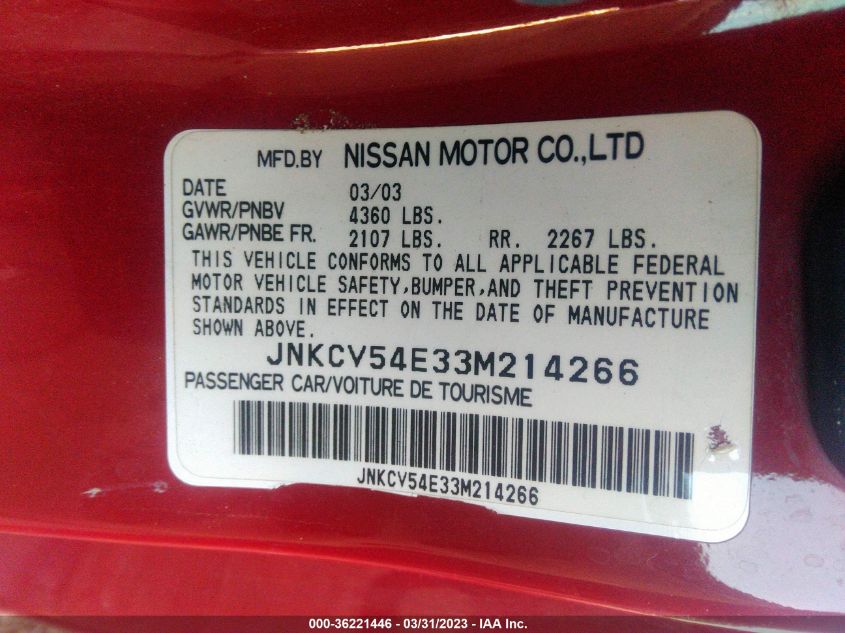 MFD.BY NISSAN MOTOR CO.,LTD
DATE 03/03
GVWR/PNBV 4360 LBS.
GAWR/PNBE FR. 2107 LBS. RR. 2267 LBS.
THIS VEHICLE CONFORMS TO ALL APPLICABLE FEDERAL
MOTOR VEHICLE SAFETY,BUMPER,AND THEFT PREVENTION
STANDARDS IN EFFECT ON THE DATE OF MANUFACTURE
SHOWN ABOVE.
JNKCV54E33M214266
PASSENGER CAR/VOITURE DE TOURISME
JNKCV54E33M214266
000-36221446 - 03/31/2023 - IAA Inc.